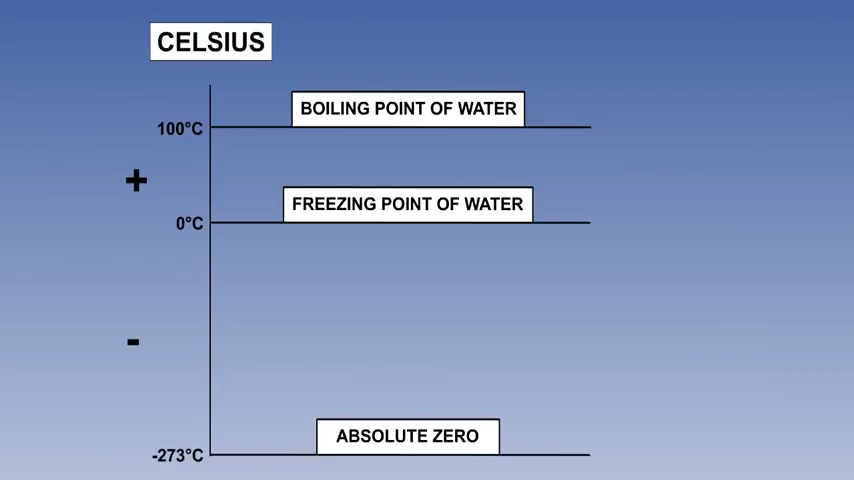 CELSIUS
BOILING POINT OF WATER
100°C
+
FREEZING POINT OF WATER
0°C
-
ABSOLUTE ZERO
-273°C